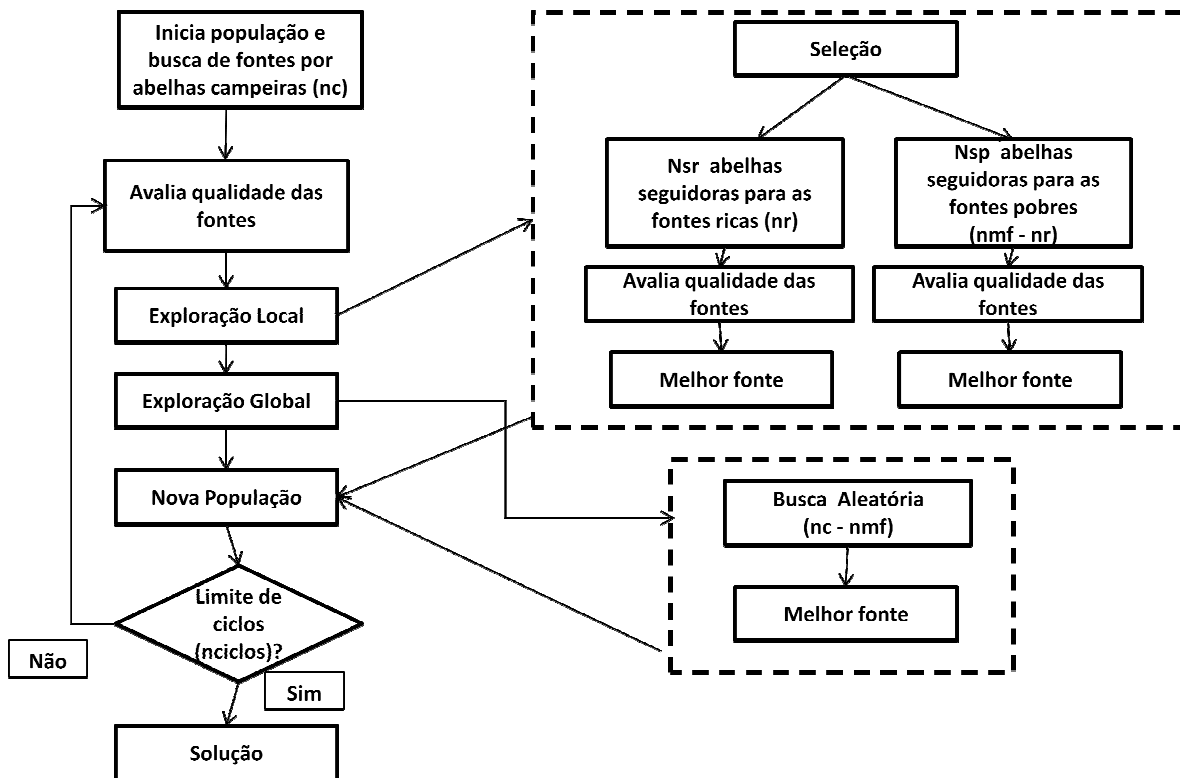 Inicia população e
busca de fontes por
abelhas campeiras (nc)
Avalia qualidade das
fontes
Exploração Local
Exploração Global
Nova População
Limite de
ciclos
(nciclos)?
Não
Sim
Solução
Seleção
Nsr abelhas
seguidoras para as
fontes ricas (nr)
Avalia qualidade das
fontes
Melhor fonte
Nsp abelhas
seguidoras para as
fontes pobres
(nmf - nr)
Avalia qualidade das
fontes
Melhor fonte
Busca Aleatória
(nc - nmf)
Melhor fonte